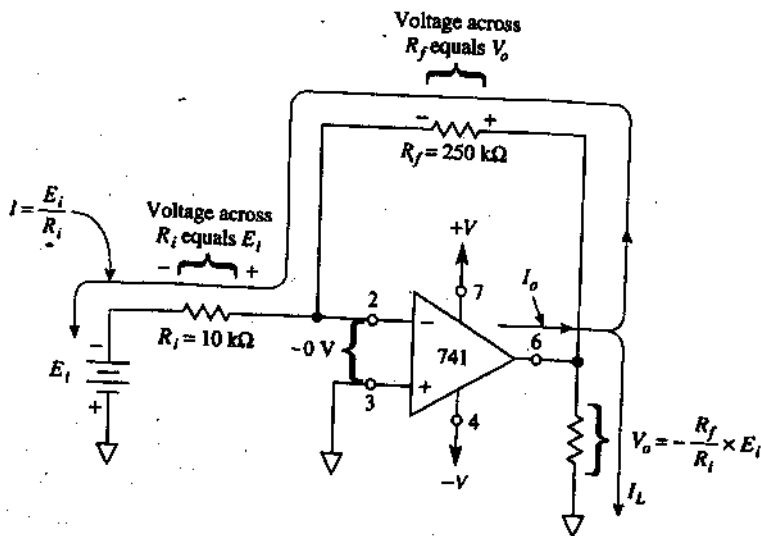 Voltage across
R_f equals V_o
− +
R_f = 250 kΩ
I = E_i / R_i
Voltage across
R_i equals E_i
− +
+V
7
I_o
2
−
R_i = 10 kΩ
~0 V
741
6
−
E_i
+
3
+
4
V_o = − R_f / R_i × E_i
−V
I_L